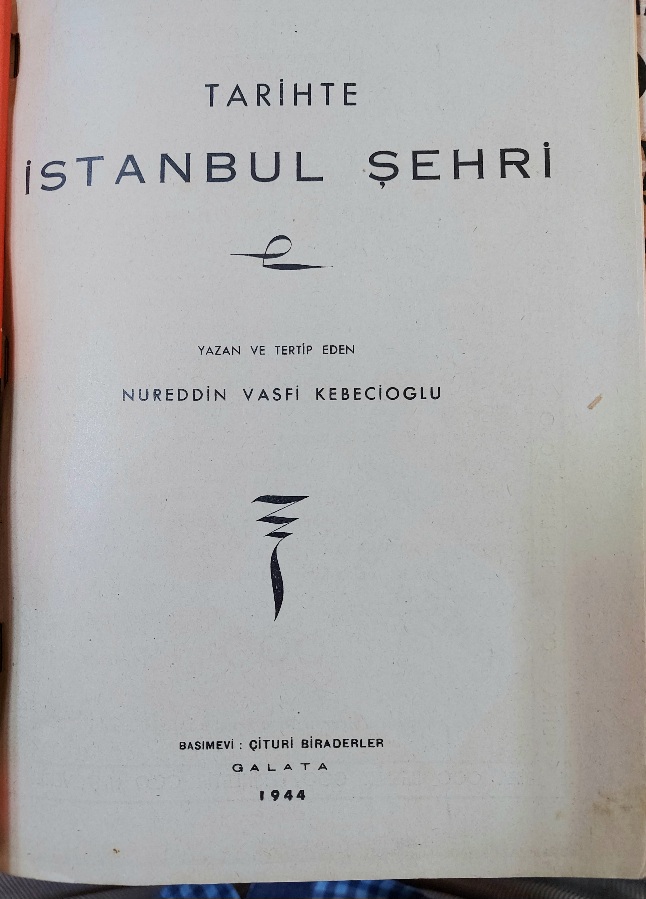 TARİHTE
İSTANBUL ŞEHRİ
YAZAN VE TERTİP EDEN
NUREDDİN VASFİ KEBECİOGLU
BASIMEVİ : ÇİTURİ BİRADERLER
GALATA
1944